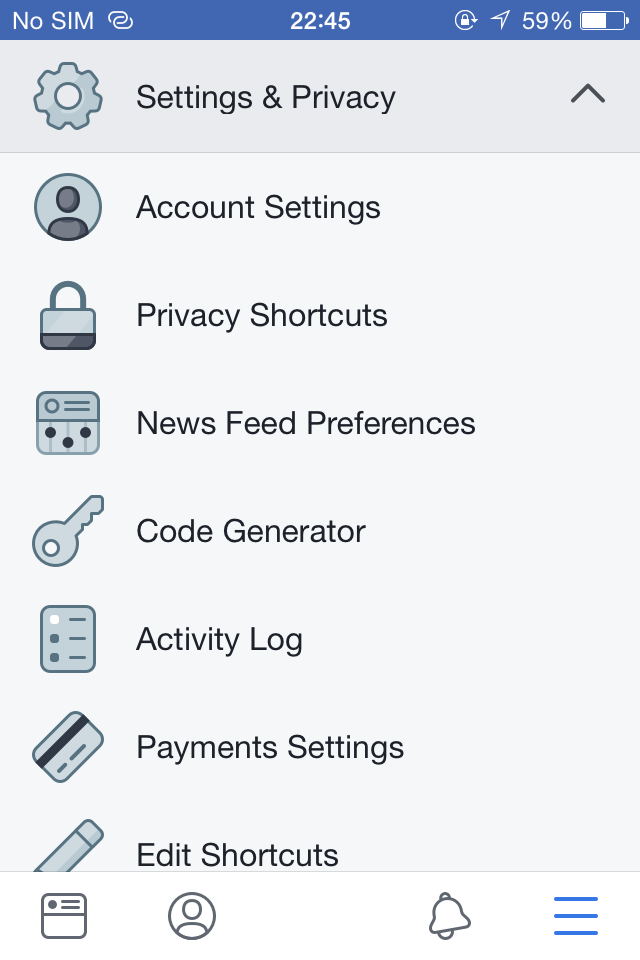 No SIM 22:45 59%
Settings & Privacy
Account Settings
Privacy Shortcuts
News Feed Preferences
Code Generator
Activity Log
Payments Settings
Edit Shortcuts